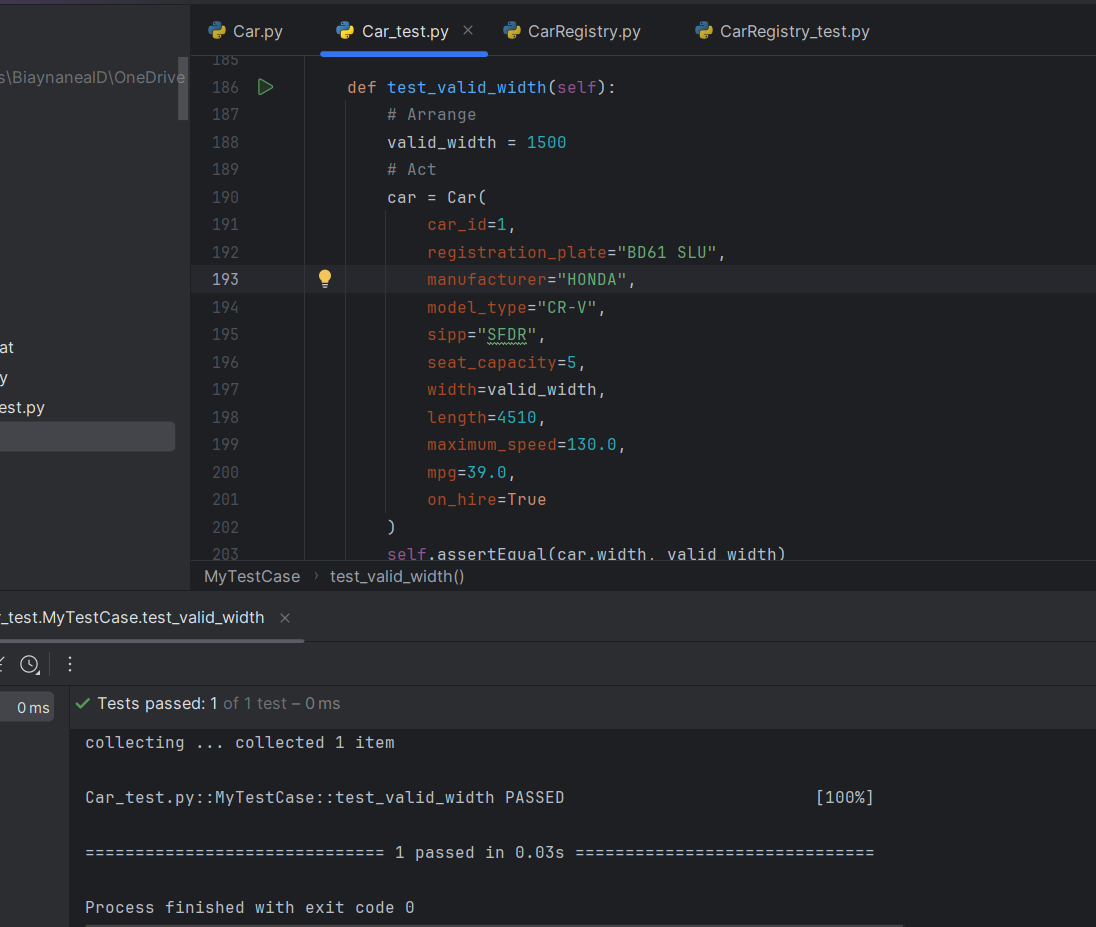 Car.py Car_test.py CarRegistry.py CarRegistry_test.py
s\BiaynanealD\OneDrive
185
186 def test_valid_width(self):
187 # Arrange
188 valid_width = 1500
189 # Act
190 car = Car(
191 car_id=1,
192 registration_plate="BD61 SLU",
193 manufacturer="HONDA",
194 model_type="CR-V",
195 sipp="SFDR",
196 seat_capacity=5,
197 width=valid_width,
198 length=4510,
199 maximum_speed=130.0,
200 mpg=39.0,
201 on_hire=True
202 )
203 self.assertEqual(car.width, valid_width)
at
y
est.py
MyTestCase › test_valid_width()
_test.MyTestCase.test_valid_width
0 ms
Tests passed: 1 of 1 test – 0 ms
collecting ... collected 1 item
Car_test.py::MyTestCase::test_valid_width PASSED [100%]
============================== 1 passed in 0.03s ==============================
Process finished with exit code 0